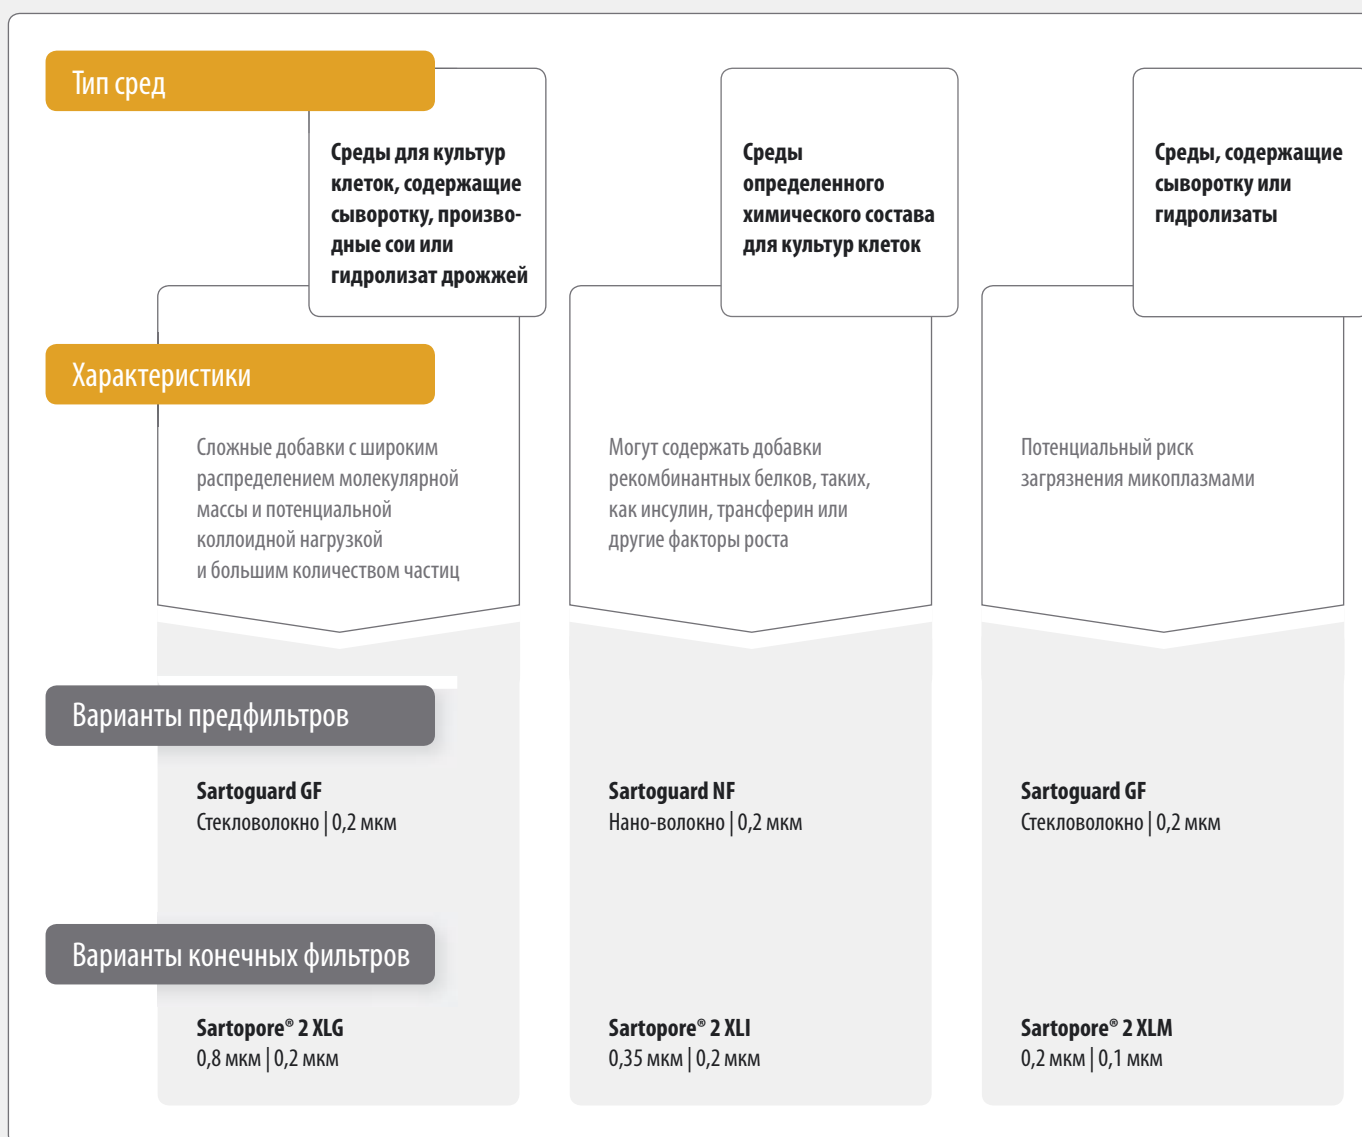 Тип сред
Среды для культур
клеток, содержащие
сыворотку, произво-
дные сои или
гидролизат дрожжей
Среды
определенного
химического состава
для культур клеток
Среды, содержащие
сыворотку или
гидролизаты
Характеристики
Сложные добавки с широким
распределением молекулярной
массы и потенциальной
коллоидной нагрузкой
и большим количеством частиц
Могут содержать добавки
рекомбинантных белков, таких,
как инсулин, трансферин или
другие факторы роста
Потенциальный риск
загрязнения микоплазмами
Варианты предфильтров
Sartoguard GF
Стекловолокно | 0,2 мкм
Sartoguard NF
Нано-волокно | 0,2 мкм
Sartoguard GF
Стекловолокно | 0,2 мкм
Варианты конечных фильтров
Sartopore® 2 XLG
0,8 мкм | 0,2 мкм
Sartopore® 2 XLI
0,35 мкм | 0,2 мкм
Sartopore® 2 XLM
0,2 мкм | 0,1 мкм